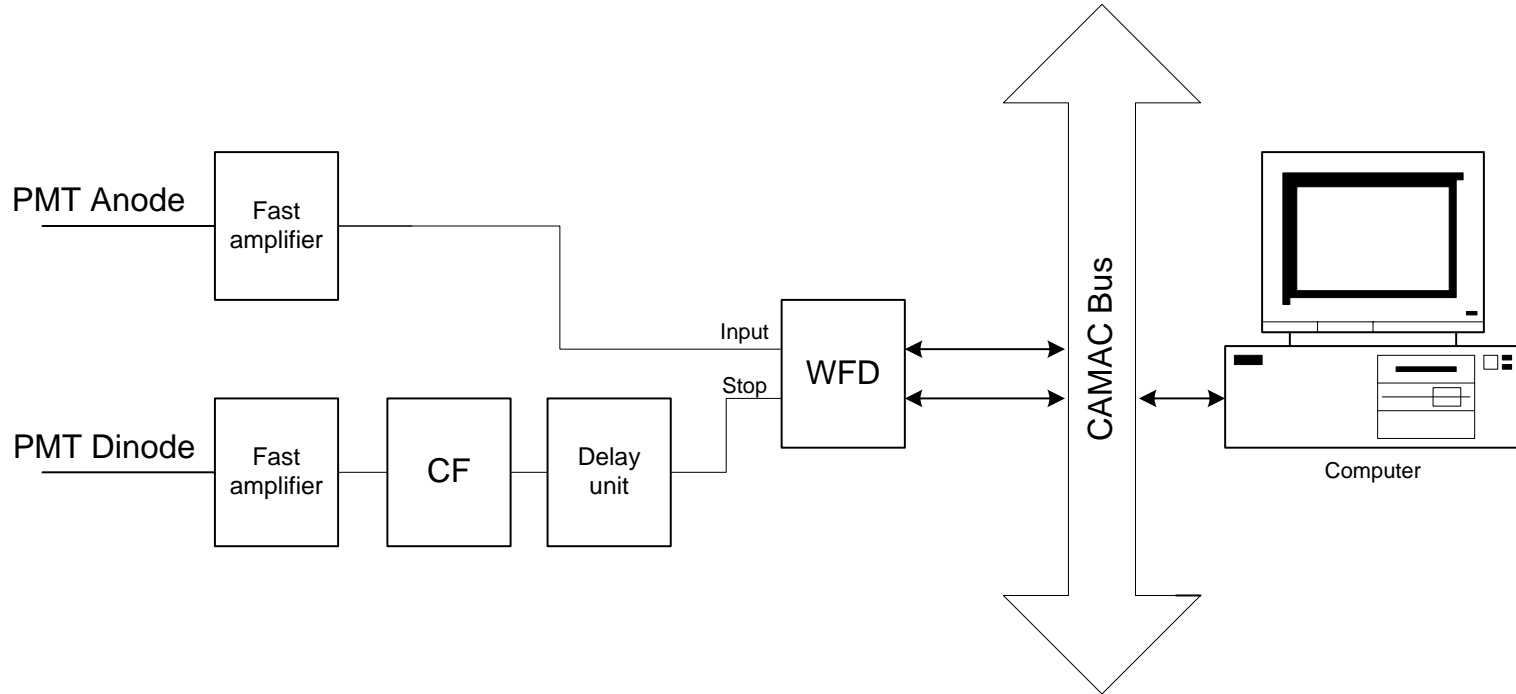 PMT Anode
Fast
amplifier
Input
WFD
Stop
PMT Dinode
Fast
amplifier
CF
Delay
unit
CAMAC Bus
Computer